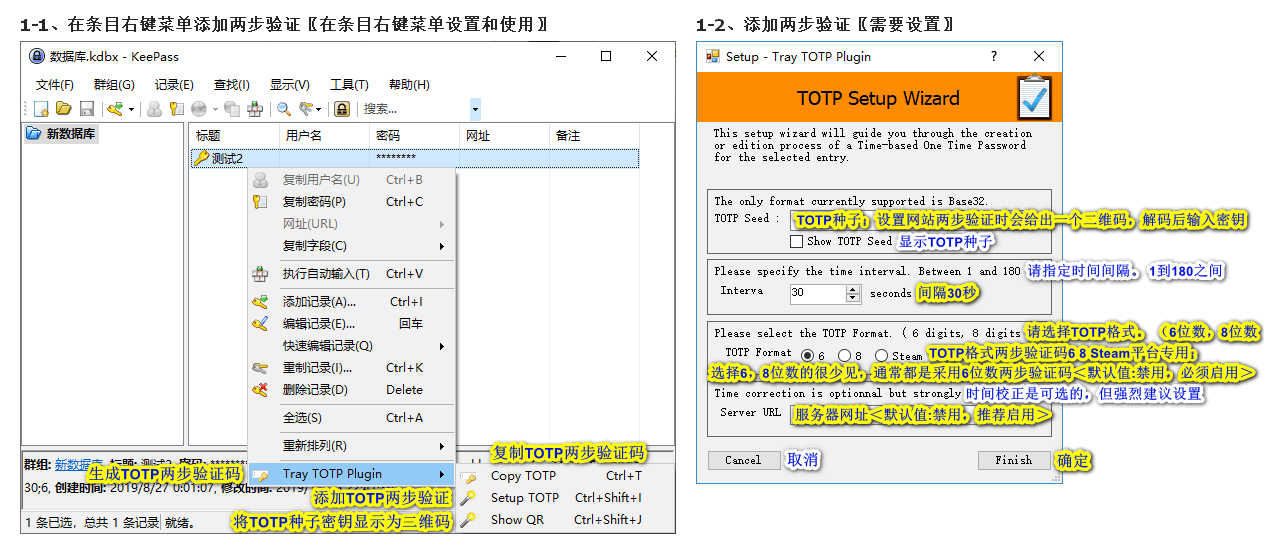 1-1、在条目右键菜单添加两步验证〖在条目右键菜单设置和使用〗
数据库.kdbx - KeePass
文件(F) 群组(G) 记录(E) 查找(I) 显示(V) 工具(T) 帮助(H)
搜索...
新数据库
标题 用户名 密码 网址 备注
测试2 ********
复制用户名(U) Ctrl+B
复制密码(P) Ctrl+C
网址(URL)
复制字段(C)
执行自动输入(T) Ctrl+V
添加记录(A)... Ctrl+I
编辑记录(E)... 回车
快速编辑记录(Q)
重制记录(I)... Ctrl+K
删除记录(D) Delete
全选(S) Ctrl+A
重新排列(R)
Tray TOTP Plugin
群组: 新数据库, 标题: 测试2, 密码: ********
生成TOTP两步验证码
30;6, 创建时间: 2019/8/27 0:01:07, 修改时间: 2019/
添加TOTP两步验证
将TOTP种子密钥显示为三维码
1 条已选，总共 1 条记录 就绪。
复制TOTP两步验证码
Copy TOTP Ctrl+T
Setup TOTP Ctrl+Shift+I
Show QR Ctrl+Shift+J
1-2、添加两步验证〖需要设置〗
Setup - Tray TOTP Plugin ?
TOTP Setup Wizard
This setup wizard will guide you through the creation
or edition process of a Time-based One Time Password
for the selected entry.
The only format currently supported is Base32.
TOTP Seed : TOTP种子；设置网站两步验证时会给出一个二维码，解码后输入密钥
Show TOTP Seed 显示TOTP种子
Please specify the time interval. Between 1 and 180 请指定时间间隔。1到180之间
Interva 30 seconds 间隔30秒
Please select the TOTP Format. ( 6 digits, 8 digits 请选择TOTP格式。（6位数，8位数
TOTP Format 6 8 Steam TOTP格式两步验证码6 8 Steam平台专用；
选择6，8位数的很少见，通常都是采用6位数两步验证码＜默认值:禁用，必须启用＞
Time correction is optionnal but strongly 时间校正是可选的，但强烈建议设置
Server URL 服务器网址＜默认值:禁用，推荐启用＞
Cancel 取消 Finish 确定